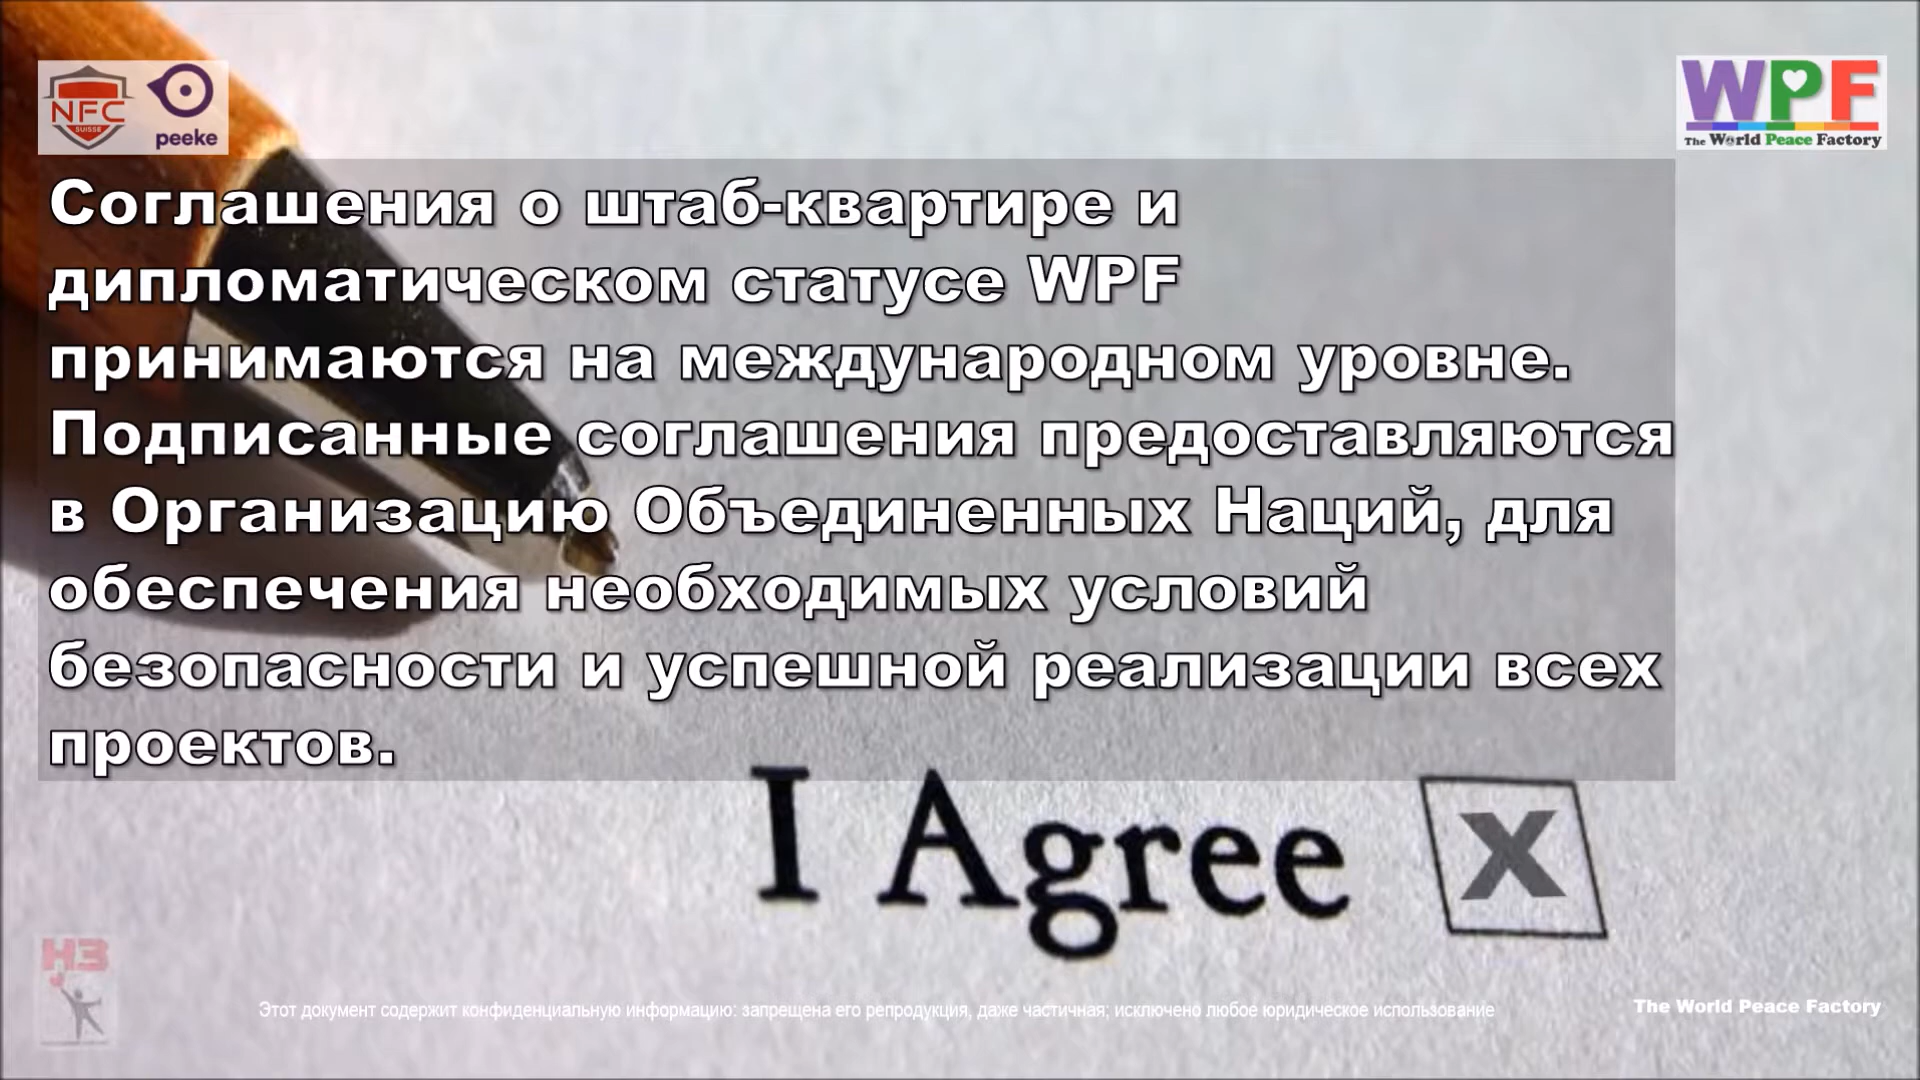 NFC
SUISSE
peeke
WPF
The World Peace Factory
Соглашения о штаб-квартире и
дипломатическом статусе WPF
принимаются на международном уровне.
Подписанные соглашения предоставляются
в Организацию Объединенных Наций, для
обеспечения необходимых условий
безопасности и успешной реализации всех
проектов.
I Agree X
НЗ
Этот документ содержит конфиденциальную информацию: запрещена его репродукция, даже частичная; исключено любое юридическое использование
The World Peace Factory